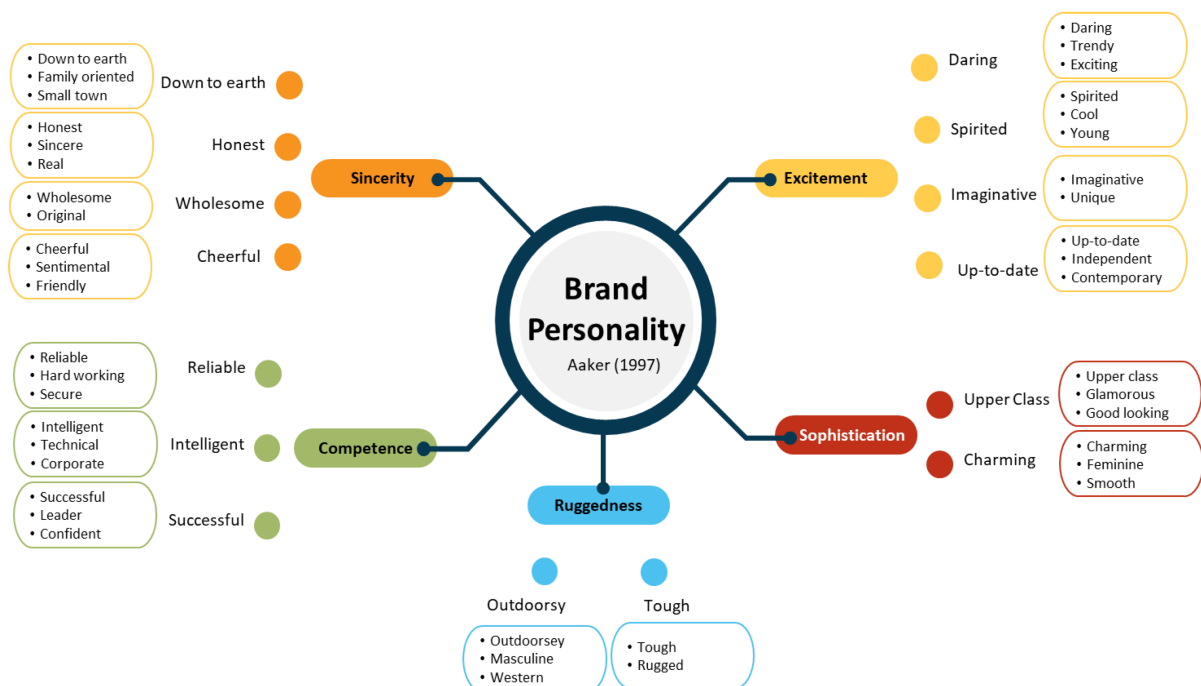 Brand
Personality
Aaker (1997)
Sincerity
Down to earth
• Down to earth
• Family oriented
• Small town
Honest
• Honest
• Sincere
• Real
Wholesome
• Wholesome
• Original
Cheerful
• Cheerful
• Sentimental
• Friendly
Excitement
Daring
• Daring
• Trendy
• Exciting
Spirited
• Spirited
• Cool
• Young
Imaginative
• Imaginative
• Unique
Up-to-date
• Up-to-date
• Independent
• Contemporary
Competence
Reliable
• Reliable
• Hard working
• Secure
Intelligent
• Intelligent
• Technical
• Corporate
Successful
• Successful
• Leader
• Confident
Sophistication
Upper Class
• Upper class
• Glamorous
• Good looking
Charming
• Charming
• Feminine
• Smooth
Ruggedness
Outdoorsy
• Outdoorsey
• Masculine
• Western
Tough
• Tough
• Rugged